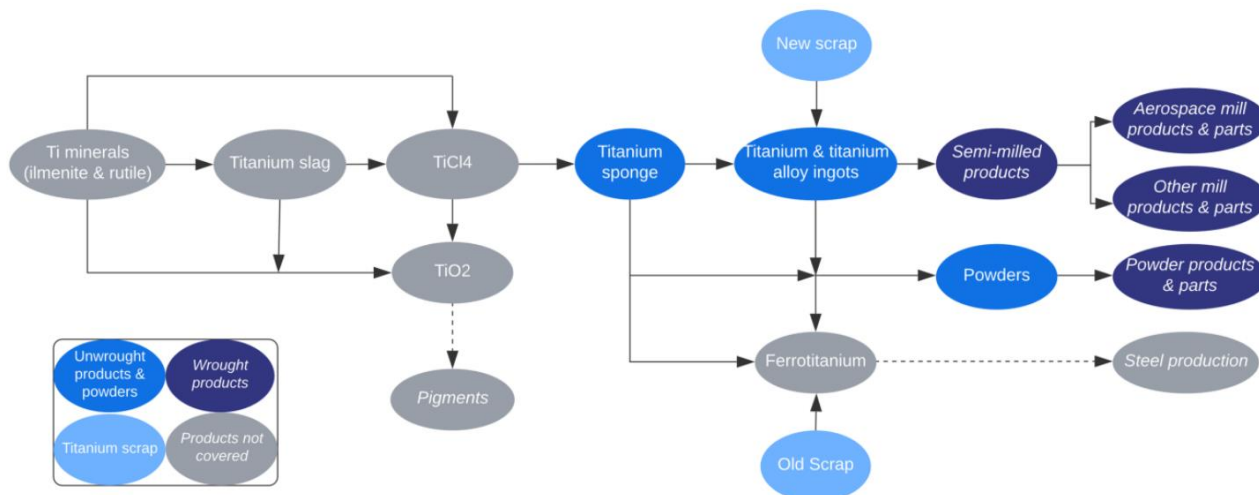 New scrap
Ti minerals
(ilmenite & rutile)
Titanium slag
TiCl4
Titanium
sponge
Titanium & titanium
alloy ingots
Semi-milled
products
Aerospace mill
products & parts
Other mill
products & parts
TiO2
Powders
Powder products
& parts
Ferrotitanium
Steel production
Pigments
Old Scrap
Unwrought
products &
powders
Wrought
products
Titanium scrap
Products not
covered